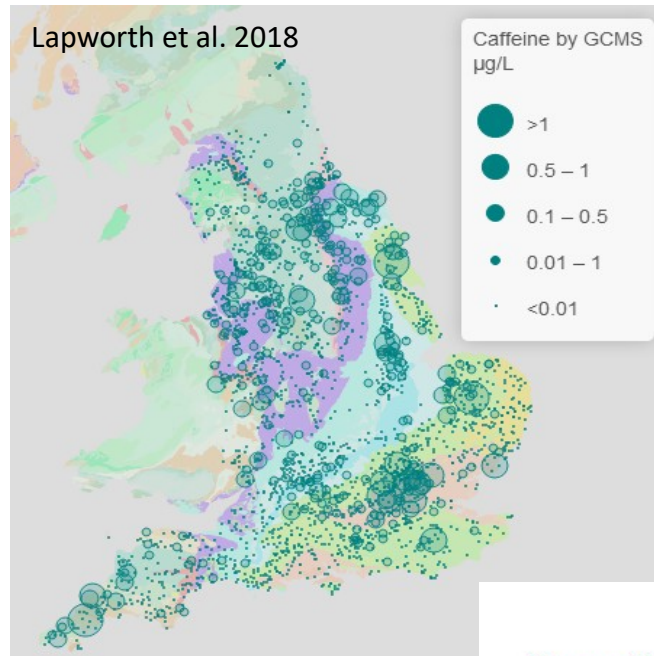 Lapworth et al. 2018
Caffeine by GCMS
µg/L
>1
0.5 – 1
0.1 – 0.5
0.01 – 1
<0.01